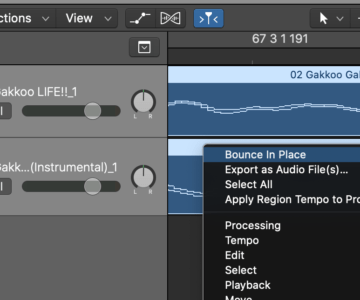 ctions View
67 3 1 191
02 Gakkoo Gal
Gakkoo LIFE!!_1
L R
Gakk...(Instrumental)_1
L R
Bounce In Place
Export as Audio File(s)...
Select All
Apply Region Tempo to Pro
Processing
Tempo
Edit
Select
Playback
Move